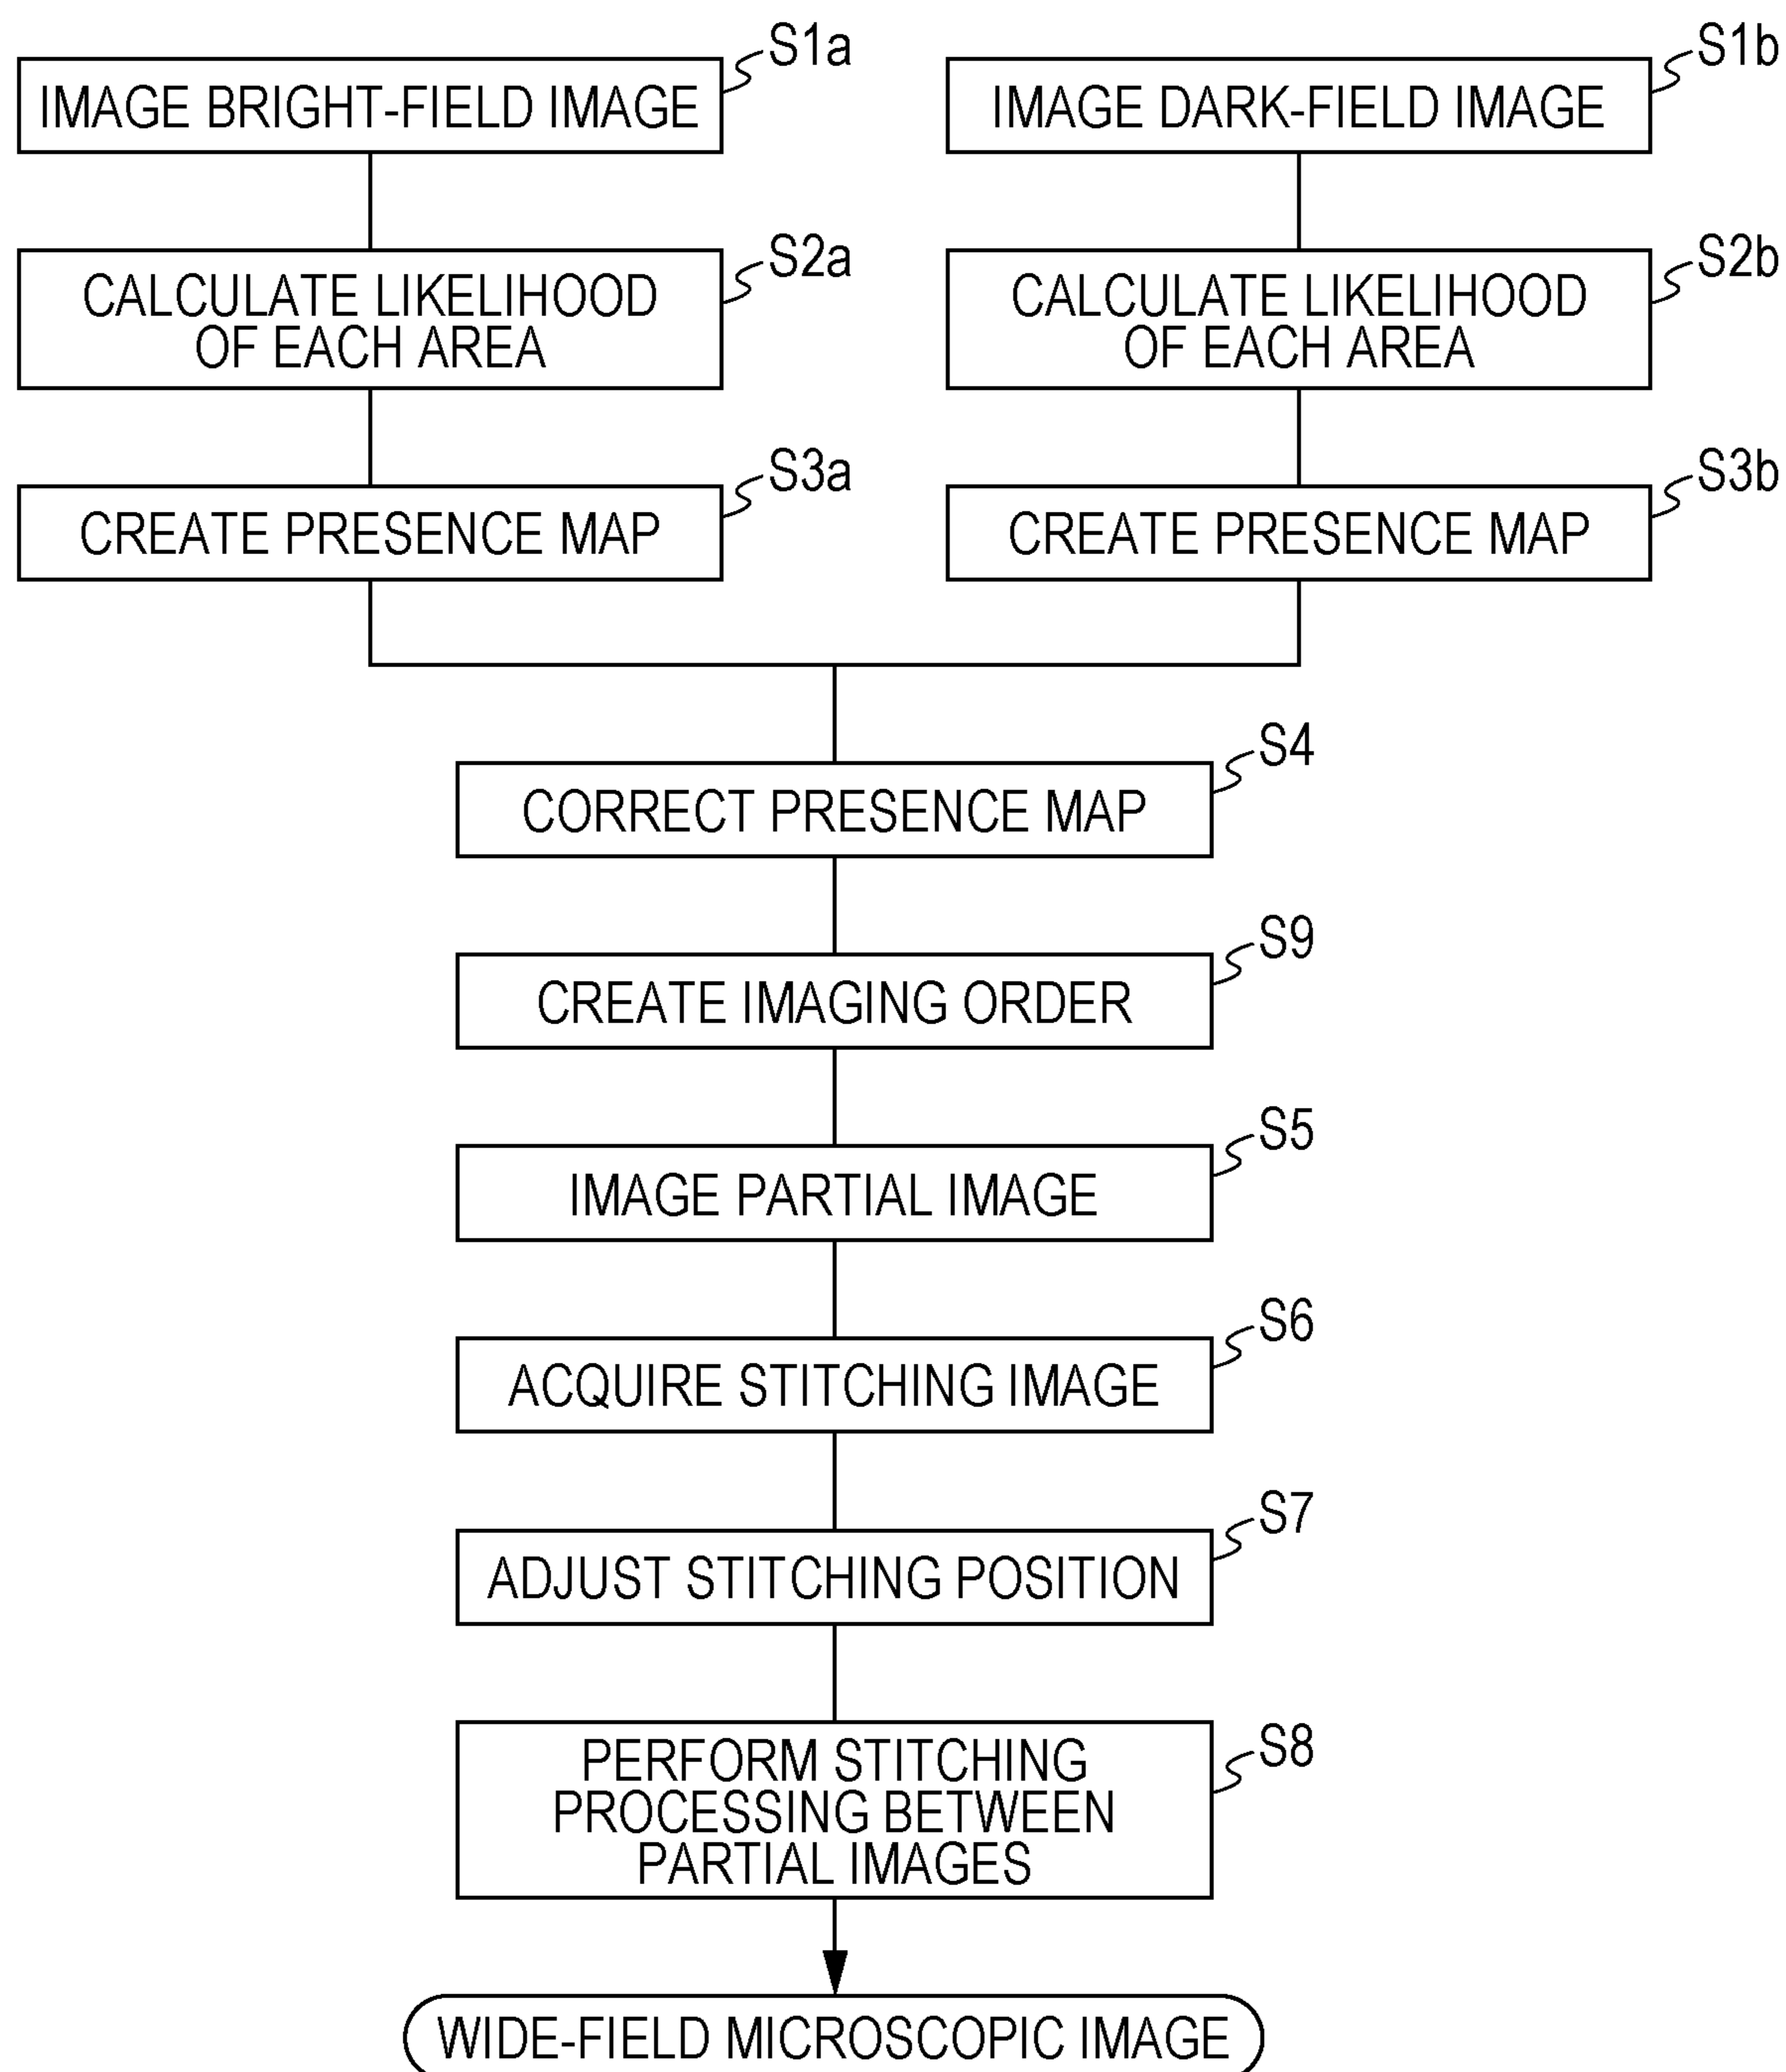 S1a
IMAGE BRIGHT-FIELD IMAGE
S1b
IMAGE DARK-FIELD IMAGE
S2a
CALCULATE LIKELIHOOD
OF EACH AREA
S2b
CALCULATE LIKELIHOOD
OF EACH AREA
S3a
CREATE PRESENCE MAP
S3b
CREATE PRESENCE MAP
S4
CORRECT PRESENCE MAP
S9
CREATE IMAGING ORDER
S5
IMAGE PARTIAL IMAGE
S6
ACQUIRE STITCHING IMAGE
S7
ADJUST STITCHING POSITION
S8
PERFORM STITCHING
PROCESSING BETWEEN
PARTIAL IMAGES
WIDE-FIELD MICROSCOPIC IMAGE